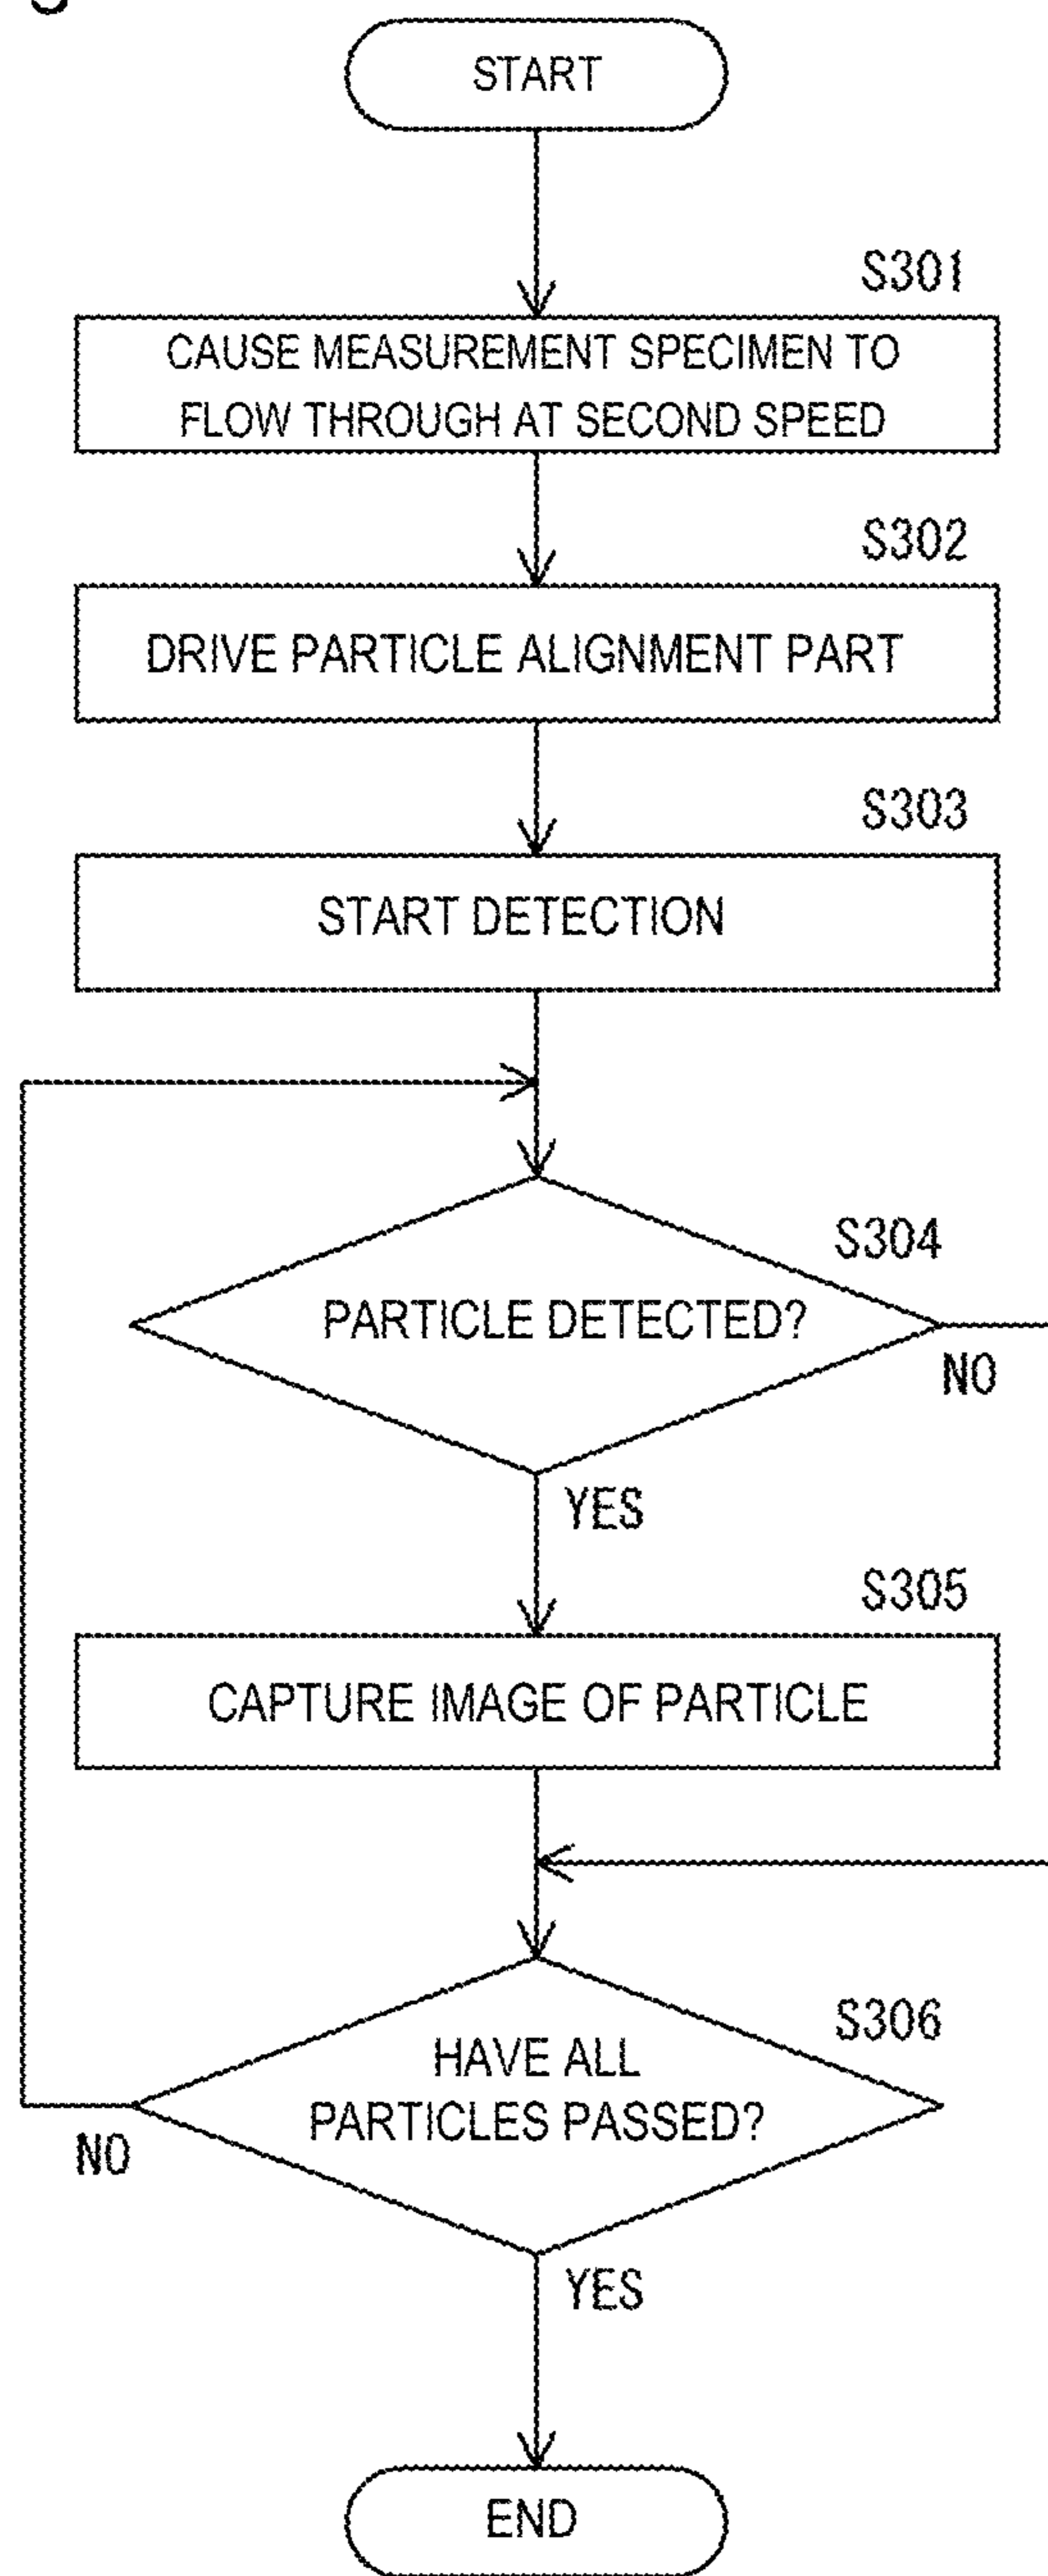 START
S301
CAUSE MEASUREMENT SPECIMEN TO
FLOW THROUGH AT SECOND SPEED
S302
DRIVE PARTICLE ALIGNMENT PART
S303
START DETECTION
S304
PARTICLE DETECTED?
NO
YES
S305
CAPTURE IMAGE OF PARTICLE
S306
HAVE ALL
PARTICLES PASSED?
NO
YES
END